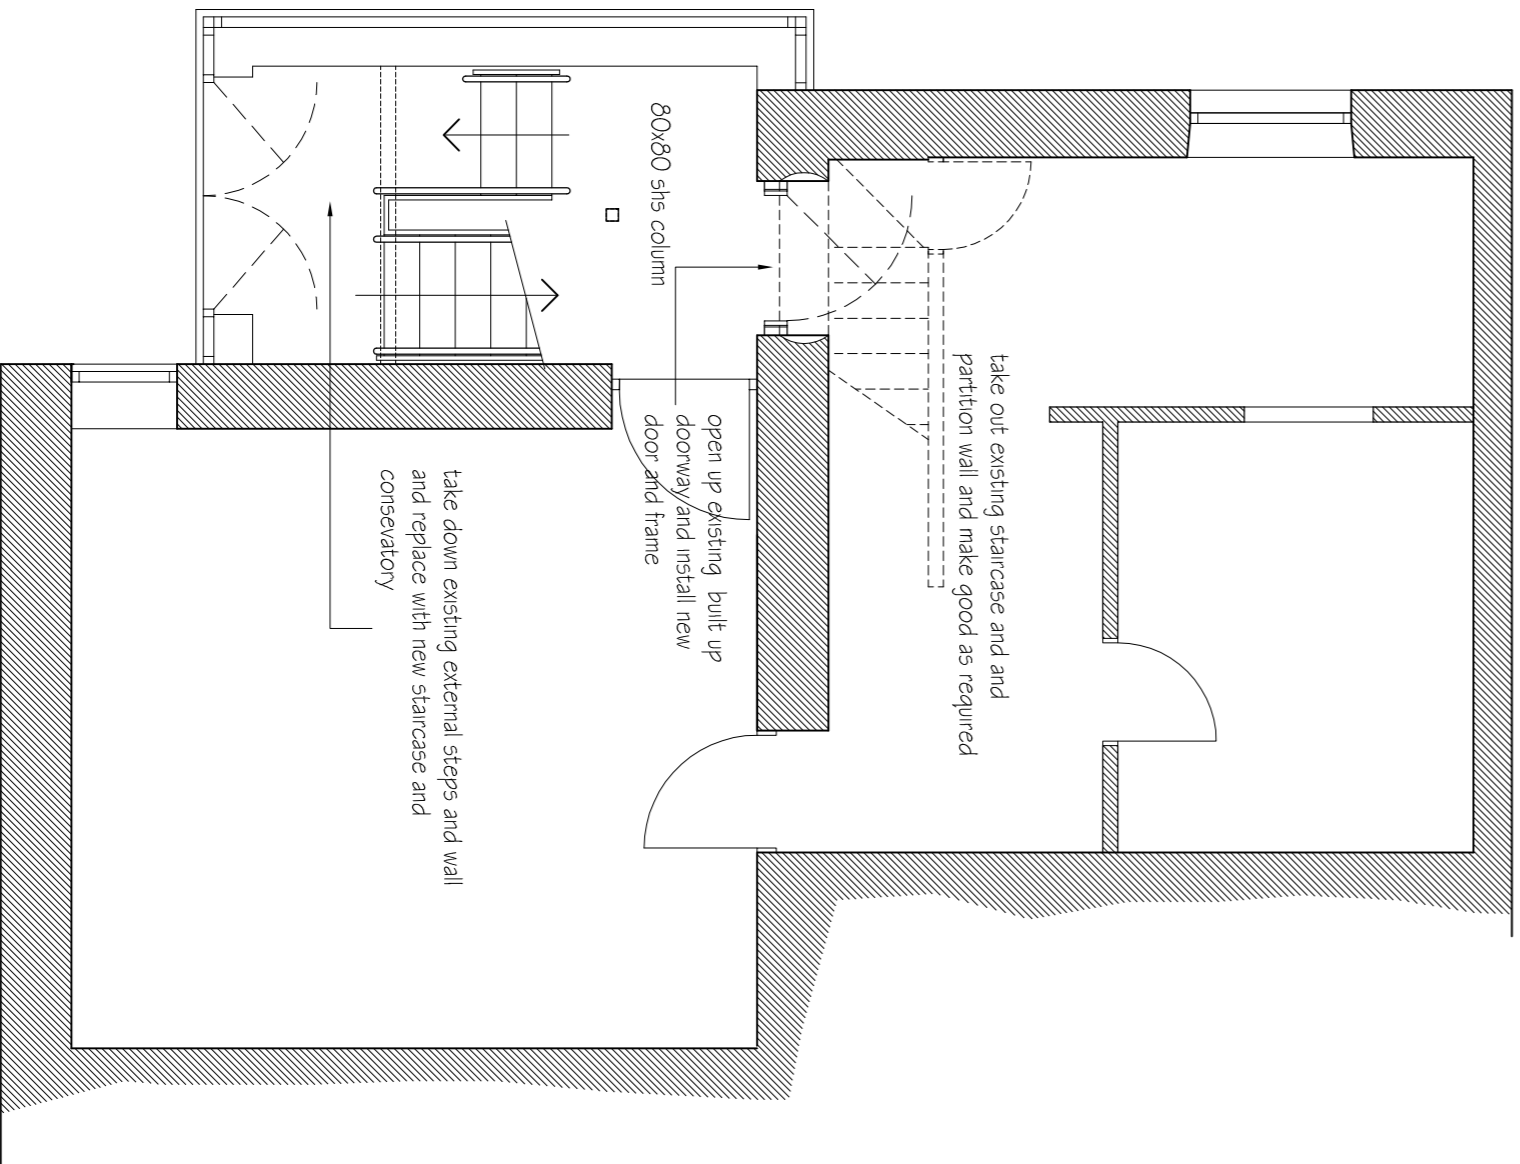 80x80 shs column
open up existing built up
doorway and install new
door and frame
take out existing staircase and and
partition wall and make good as required
take down existing external steps and wall
and replace with new staircase and
consevatory